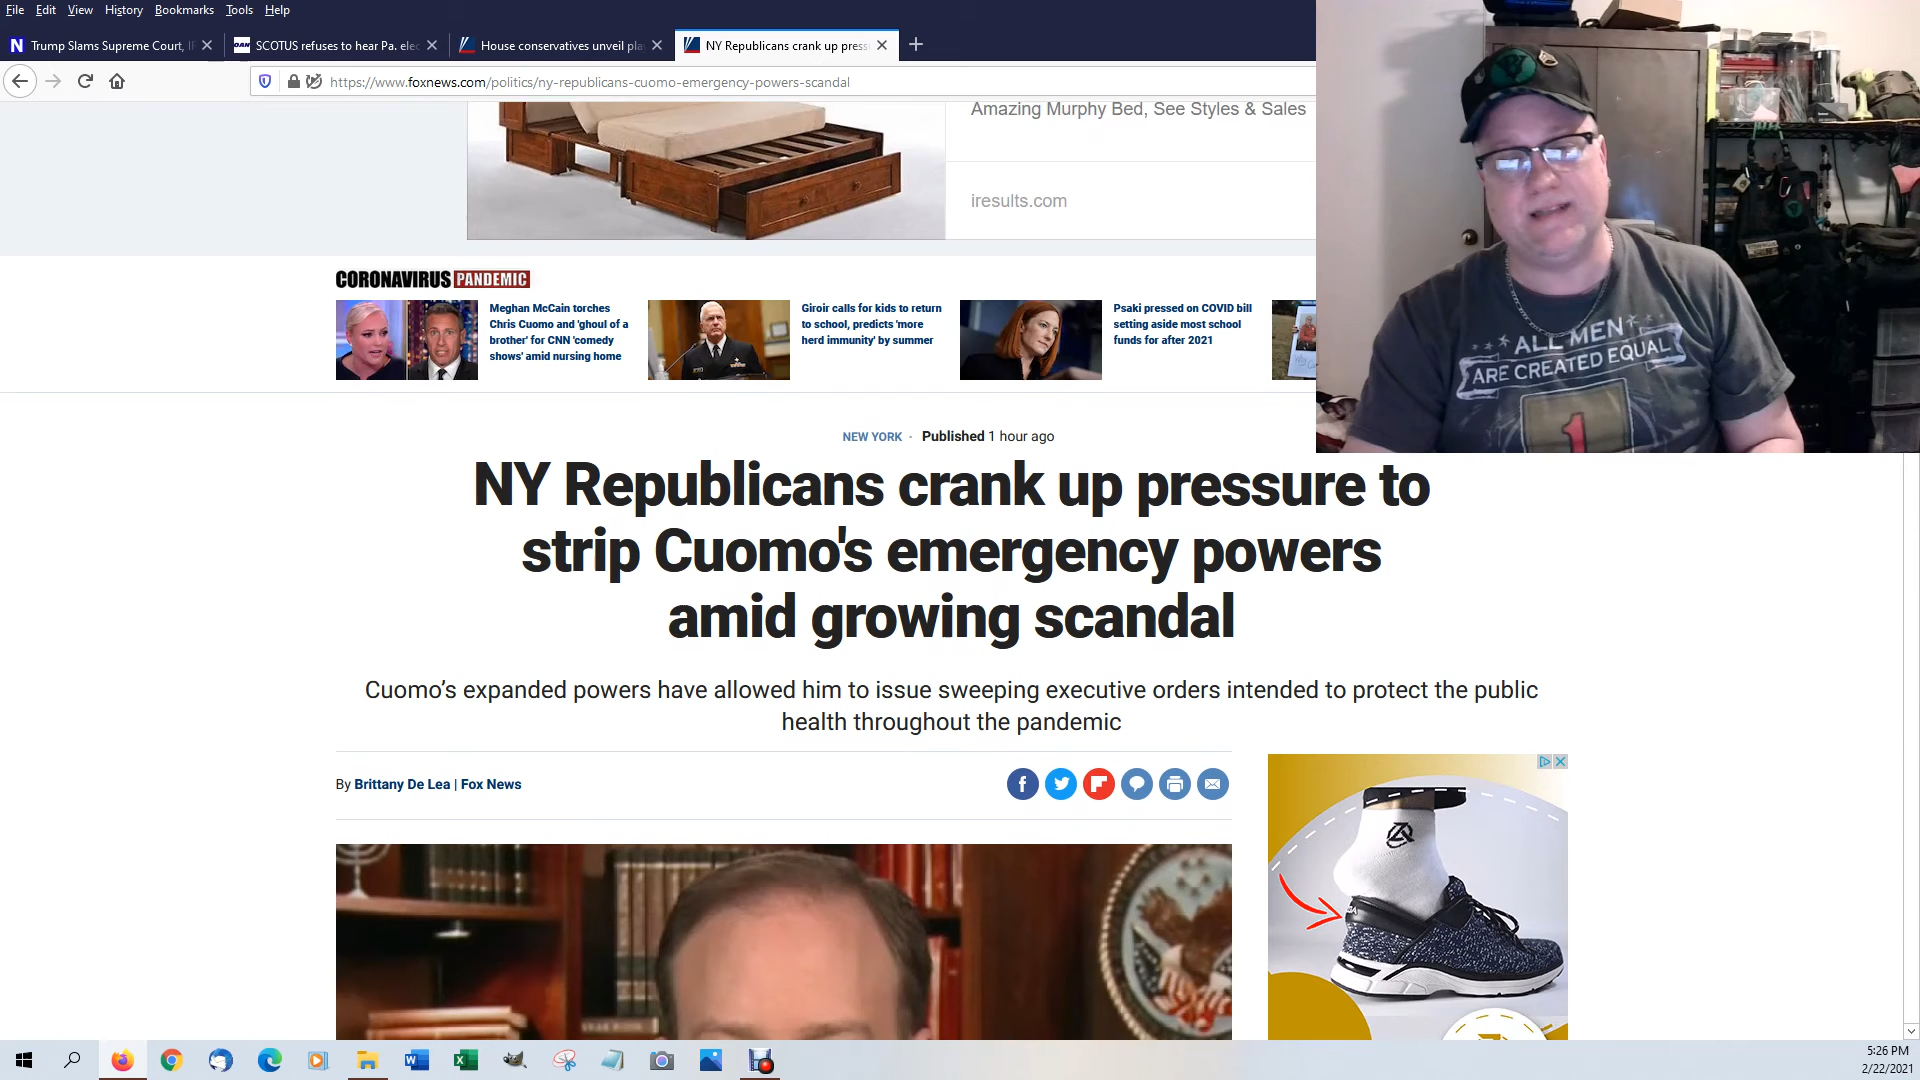 File Edit View History Bookmarks Tools Help
Trump Slams Supreme Court,
SCOTUS refuses to hear Pa. elec
House conservatives unveil pla
NY Republicans crank up press
https://www.foxnews.com/politics/ny-republicans-cuomo-emergency-powers-scandal
Amazing Murphy Bed, See Styles & Sales
iresults.com
CORONAVIRUS PANDEMIC
Meghan McCain torches
Chris Cuomo and 'ghoul of a
brother' for CNN 'comedy
shows' amid nursing home
Giroir calls for kids to return
to school, predicts 'more
herd immunity' by summer
Psaki pressed on COVID bill
setting aside most school
funds for after 2021
ALL MEN
ARE CREATED EQUAL
1
NEW YORK · Published 1 hour ago
NY Republicans crank up pressure to
strip Cuomo's emergency powers
amid growing scandal
Cuomo’s expanded powers have allowed him to issue sweeping executive orders intended to protect the public
health throughout the pandemic
By Brittany De Lea | Fox News
5:26 PM
2/22/2021